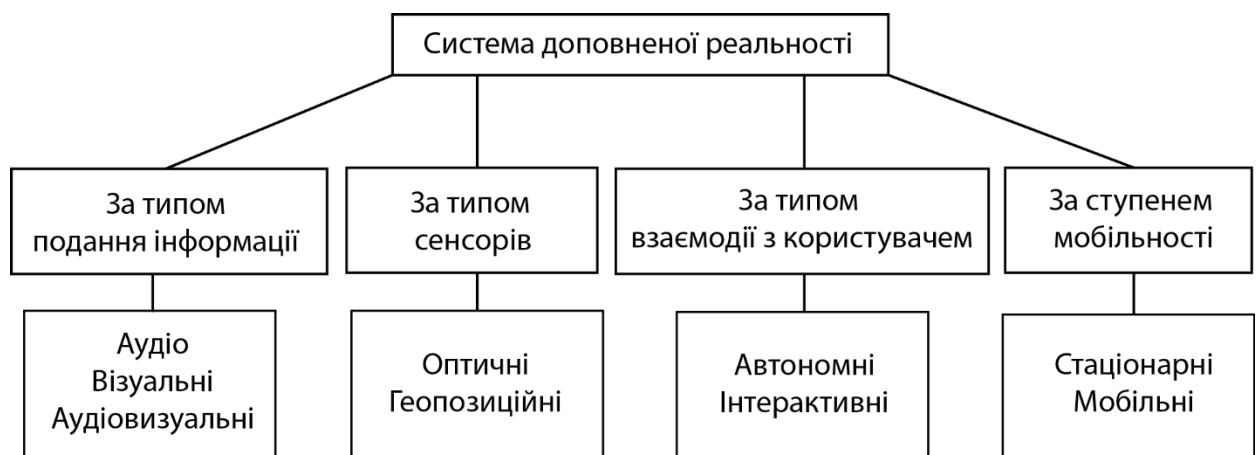 Система доповненої реальності
За типом
подання інформації
За типом
сенсорів
За типом
взаємодії з користувачем
За ступенем
мобільності
Аудіо
Візуальні
Аудіовизуальні
Оптичні
Геопозиційні
Автономні
Інтерактивні
Стаціонарні
Мобільні